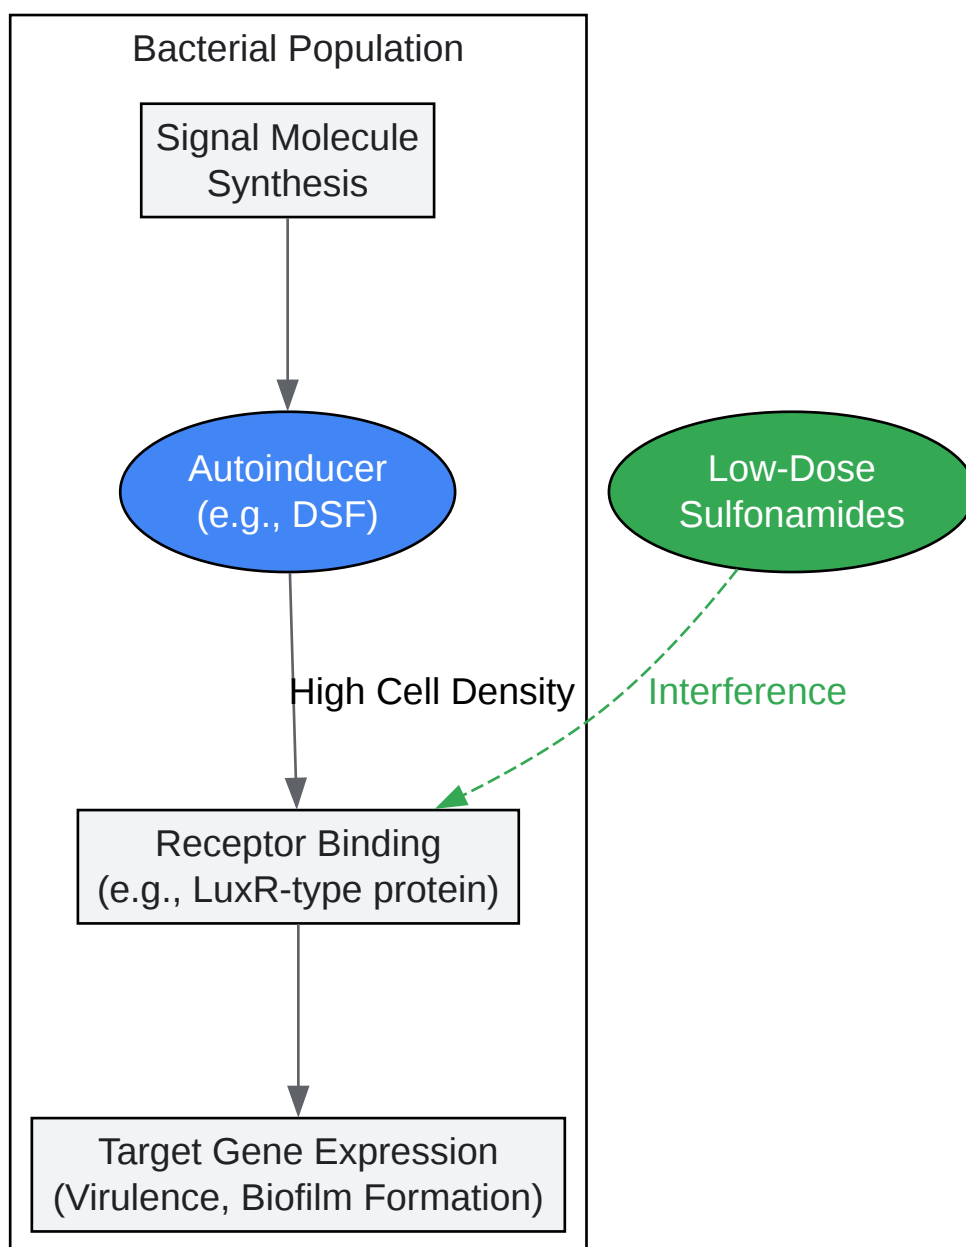 Bacterial Population
Signal Molecule
Synthesis
Autoinducer
(e.g., DSF)
Low-Dose
Sulfonamides
High Cell Density
Interference
Receptor Binding
(e.g., LuxR-type protein)
Target Gene Expression
(Virulence, Biofilm Formation)